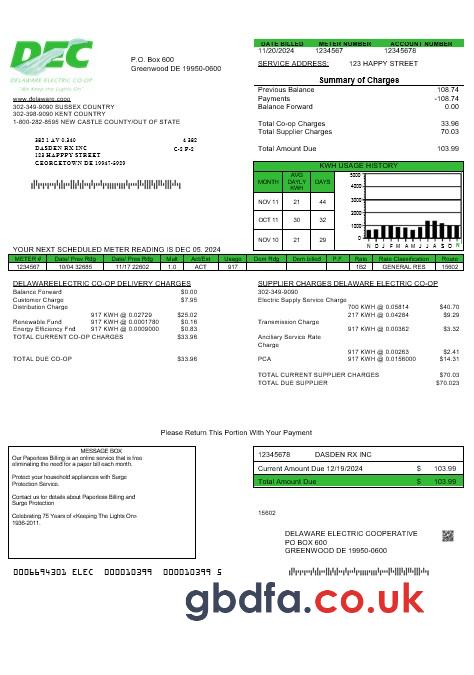 DEC
DELAWARE ELECTRIC CO-OP
"We Keep the Lights On"
P.O. Box 600
Greenwood DE 19950-0600
DATE BILLED METER NUMBER ACCOUNT NUMBER
11/20/2024 1234567 12345678
SERVICE ADDRESS: 123 HAPPY STREET
Summary of Charges
Previous Balance -108.74
Payments -108.74
Balance Forward 0.00
Total Co-op Charges 33.96
Total Supplier Charges 70.03
Total Amount Due 103.99
www.delaware.coop
302-349-9090 SUSSEX COUNTRY
302-398-9090 KENT COUNTRY
1-800-282-8595 NEW CASTLE COUNTY/OUT OF STATE
382 1 AV 0.340 4 382
DASDEN RX INC C-2 P-2
123 HAPPPY STREET
GEORGETOWN DE 19947-9929
KWH USAGE HISTORY
MONTH AVG DAYLY KWH DAYS
NOV 11 21 44
OCT 11 30 32
NOV 10 21 29
5000
4000
3000
2000
1000
0
N D J F M A M J J A S O N
YOUR NEXT SCHEDULED METER READING IS DEC 05. 2024
METER # Date/ Prev Rdg Date/ Pres Rdg Mult Act/Est Usage Dem Rdg Dem billed P.F. Rate Rate Classification Route
1234567 10/04 32685 11/17 22602 1.0 ACT 917 1B2 GENERAL RES 15602
DELAWAREELECTRIC CO-OP DELIVERY CHARGES
Balance Forward $0.00
Customer Charge $7.95
Distribution Charge
917 KWH @ 0.02729 $25.02
Renewable Fund 917 KWH @ 0.0001780 $0.16
Energy Efficiency Fnd 917 KWH @ 0.0009000 $0.83
TOTAL CURRENT CO-OP CHARGES $33.96
TOTAL DUE CO-OP $33.96
SUPPLIER CHARGES DELAWARE ELECTRIC CO-OP
302-349-9090
Electric Supply Service Charge
700 KWH @ 0.05814 $40.70
217 KWH @ 0.04284 $9.29
Transmission Charge
917 KWH @ 0.00362 $3.32
Ancillary Service Rate
Charge
917 KWH @ 0.00263 $2.41
PCA 917 KWH @ 0.0156000 $14.31
TOTAL CURRENT SUPPLIER CHARGES $70.03
TOTAL DUE SUPPLIER $70.023
Please Return This Portion With Your Payment
MESSAGE BOX
Our Paperless Billing is an online service that is free
eliminating the need for a paper bill each month.
Protect your household appliances with Surge
Protection Service.
Contact us for details about Paperless Billing and
Surge Protection
Celebrating 75 Years of «Keeping The Lights On»
1936-2011.
12345678 DASDEN RX INC
Current Amount Due 12/19/2024 $ 103.99
Total Amount Due $ 103.99
15602
DELAWARE ELECTRIC COOPERATIVE
PO BOX 600
GREENWOOD DE 19950-0600
0006694301 ELEC 0000010399 0000010399 5
gbdfa.co.uk